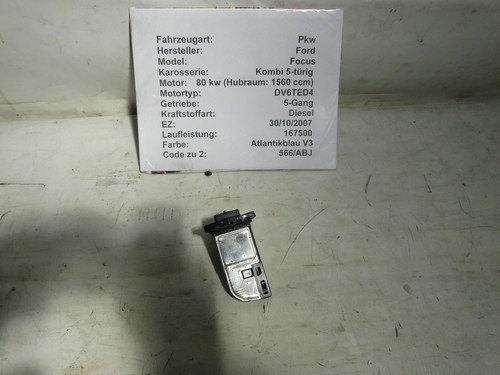 Fahrzeugart: Pkw
Hersteller: Ford
Model: Focus
Karosserie: Kombi 5-türig
Motor: 80 kw (Hubraum: 1560 ccm)
Motortyp: DV6TED4
Getriebe: 5-Gang
Kraftstoffart: Diesel
EZ: 30/10/2007
Laufleistung: 167500
Farbe: Atlantikblau V3
Code zu 2: 566/ABJ